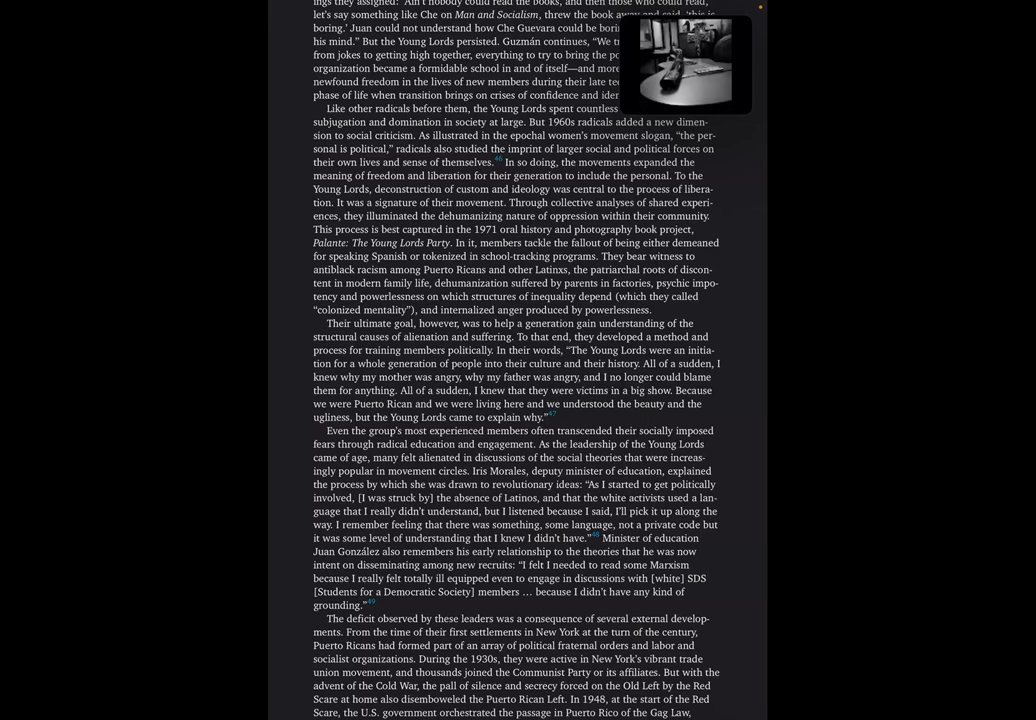 ings they assigned: ‘Ain’t nobody could read the books, and then those who could read,
let’s say something like Che on Man and Socialism, threw the book away and said, ‘this is
boring.’ Juan could not understand how Che Guevara could be bori
his mind.” But the Young Lords persisted. Guzmán continues, “We tr
from jokes to getting high together, everything to try to bring the po
organization became a formidable school in and of itself—and more
newfound freedom in the lives of new members during their late tee
phase of life when transition brings on crises of confidence and iden
Like other radicals before them, the Young Lords spent countless
subjugation and domination in society at large. But 1960s radicals added a new dimen-
sion to social criticism. As illustrated in the epochal women’s movement slogan, “the per-
sonal is political,” radicals also studied the imprint of larger social and political forces on
their own lives and sense of themselves.46 In so doing, the movements expanded the
meaning of freedom and liberation for their generation to include the personal. To the
Young Lords, deconstruction of custom and ideology was central to the process of libera-
tion. It was a signature of their movement. Through collective analyses of shared experi-
ences, they illuminated the dehumanizing nature of oppression within their community.
This process is best captured in the 1971 oral history and photography book project,
Palante: The Young Lords Party. In it, members tackle the fallout of being either demeaned
for speaking Spanish or tokenized in school-tracking programs. They bear witness to
antiblack racism among Puerto Ricans and other Latinxs, the patriarchal roots of discon-
tent in modern family life, dehumanization suffered by parents in factories, psychic impo-
tency and powerlessness on which structures of inequality depend (which they called
“colonized mentality”), and internalized anger produced by powerlessness.
Their ultimate goal, however, was to help a generation gain understanding of the
structural causes of alienation and suffering. To that end, they developed a method and
process for training members politically. In their words, “The Young Lords were an initia-
tion for a whole generation of people into their culture and their history. All of a sudden, I
knew why my mother was angry, why my father was angry, and I no longer could blame
them for anything. All of a sudden, I knew that they were victims in a big show. Because
we were Puerto Rican and we were living here and we understood the beauty and the
ugliness, but the Young Lords came to explain why.”47
Even the group’s most experienced members often transcended their socially imposed
fears through radical education and engagement. As the leadership of the Young Lords
came of age, many felt alienated in discussions of the social theories that were increas-
ingly popular in movement circles. Iris Morales, deputy minister of education, explained
the process by which she was drawn to revolutionary ideas: “As I started to get politically
involved, [I was struck by] the absence of Latinos, and that the white activists used a lan-
guage that I really didn’t understand, but I listened because I said, I’ll pick it up along the
way. I remember feeling that there was something, some language, not a private code but
it was some level of understanding that I knew I didn’t have.”48 Minister of education
Juan González also remembers his early relationship to the theories that he was now
intent on disseminating among new recruits: “I felt I needed to read some Marxism
because I really felt totally ill equipped even to engage in discussions with [white] SDS
[Students for a Democratic Society] members … because I didn’t have any kind of
grounding.”49
The deficit observed by these leaders was a consequence of several external develop-
ments. From the time of their first settlements in New York at the turn of the century,
Puerto Ricans had formed part of an array of political fraternal orders and labor and
socialist organizations. During the 1930s, they were active in New York’s vibrant trade
union movement, and thousands joined the Communist Party or its affiliates. But with the
advent of the Cold War, the pall of silence and secrecy forced on the Old Left by the Red
Scare at home also disemboweled the Puerto Rican Left. In 1948, at the start of the Red
Scare, the U.S. government orchestrated the passage in Puerto Rico of the Gag Law,